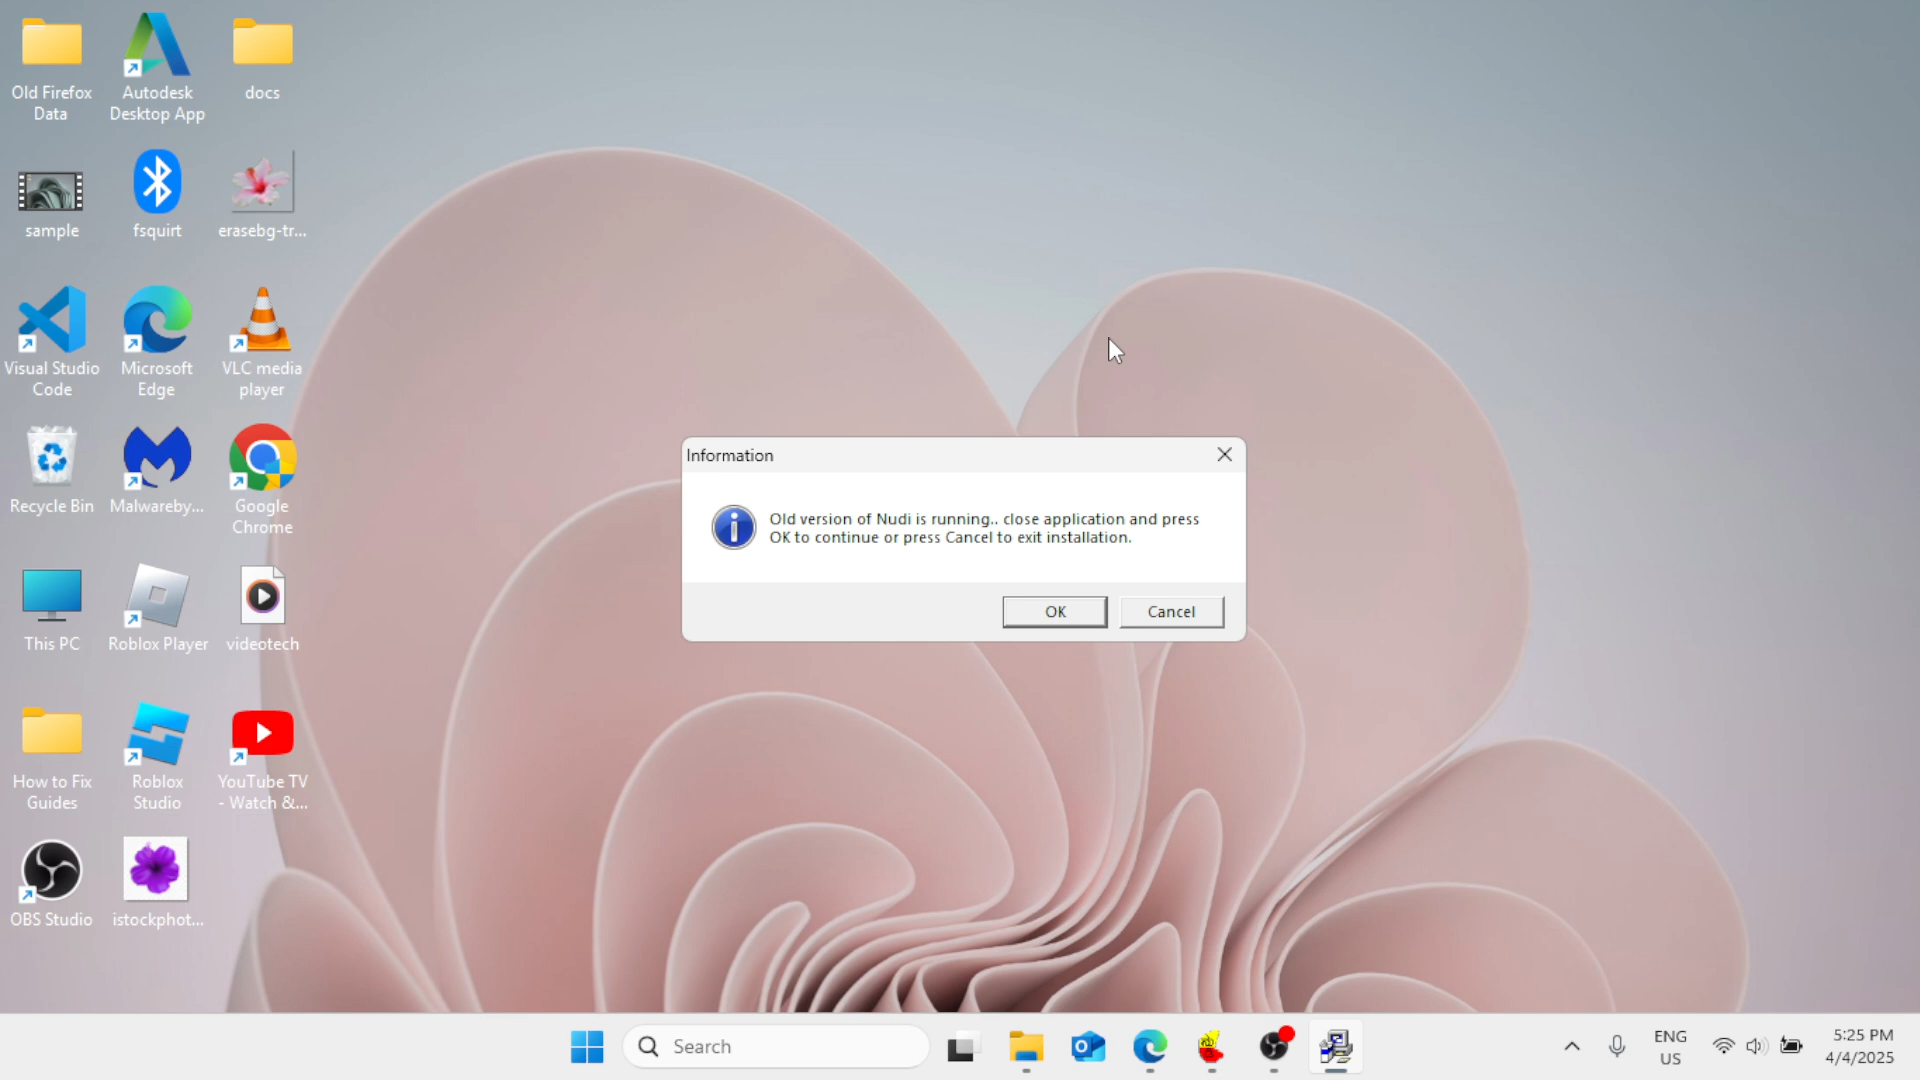 Old Firefox
Data
Autodesk
Desktop App
docs
sample
fsquirt
erasebg-tr...
Visual Studio
Code
Microsoft
Edge
VLC media
player
Recycle Bin
Malwareby...
Google
Chrome
This PC
Roblox Player
videotech
How to Fix
Guides
Roblox
Studio
YouTube TV
- Watch &...
OBS Studio
istockphot...
Information
Old version of Nudi is running.. close application and press
OK to continue or press Cancel to exit installation.
OK
Cancel
Search
ENG
US
5:25 PM
4/4/2025